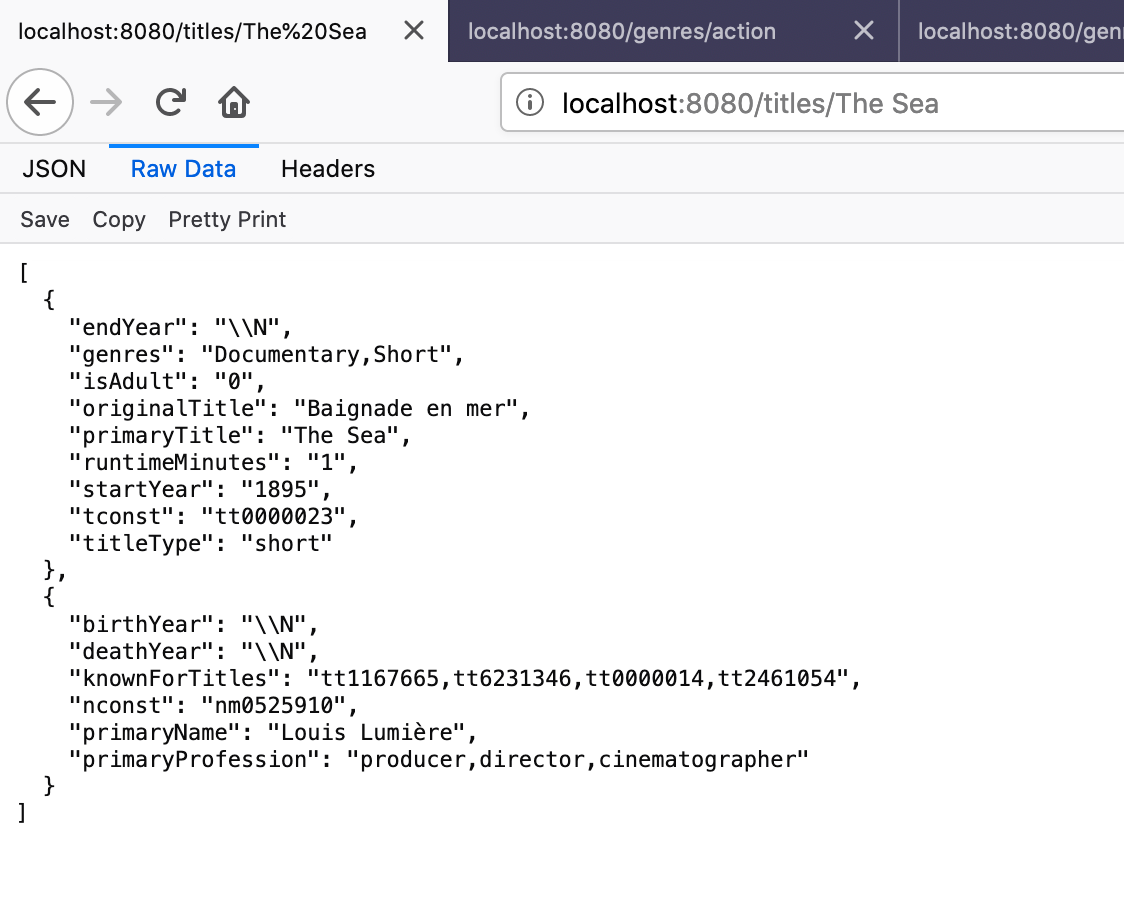 localhost:8080/titles/The%20Sea
localhost:8080/genres/action
localhost:8080/gen
localhost:8080/titles/The Sea
JSON
Raw Data
Headers
Save
Copy
Pretty Print
[
  {
    "endYear": "\\N",
    "genres": "Documentary,Short",
    "isAdult": "0",
    "originalTitle": "Baignade en mer",
    "primaryTitle": "The Sea",
    "runtimeMinutes": "1",
    "startYear": "1895",
    "tconst": "tt0000023",
    "titleType": "short"
  },
  {
    "birthYear": "\\N",
    "deathYear": "\\N",
    "knownForTitles": "tt1167665,tt6231346,tt0000014,tt2461054",
    "nconst": "nm0525910",
    "primaryName": "Louis Lumière",
    "primaryProfession": "producer,director,cinematographer"
  }
]